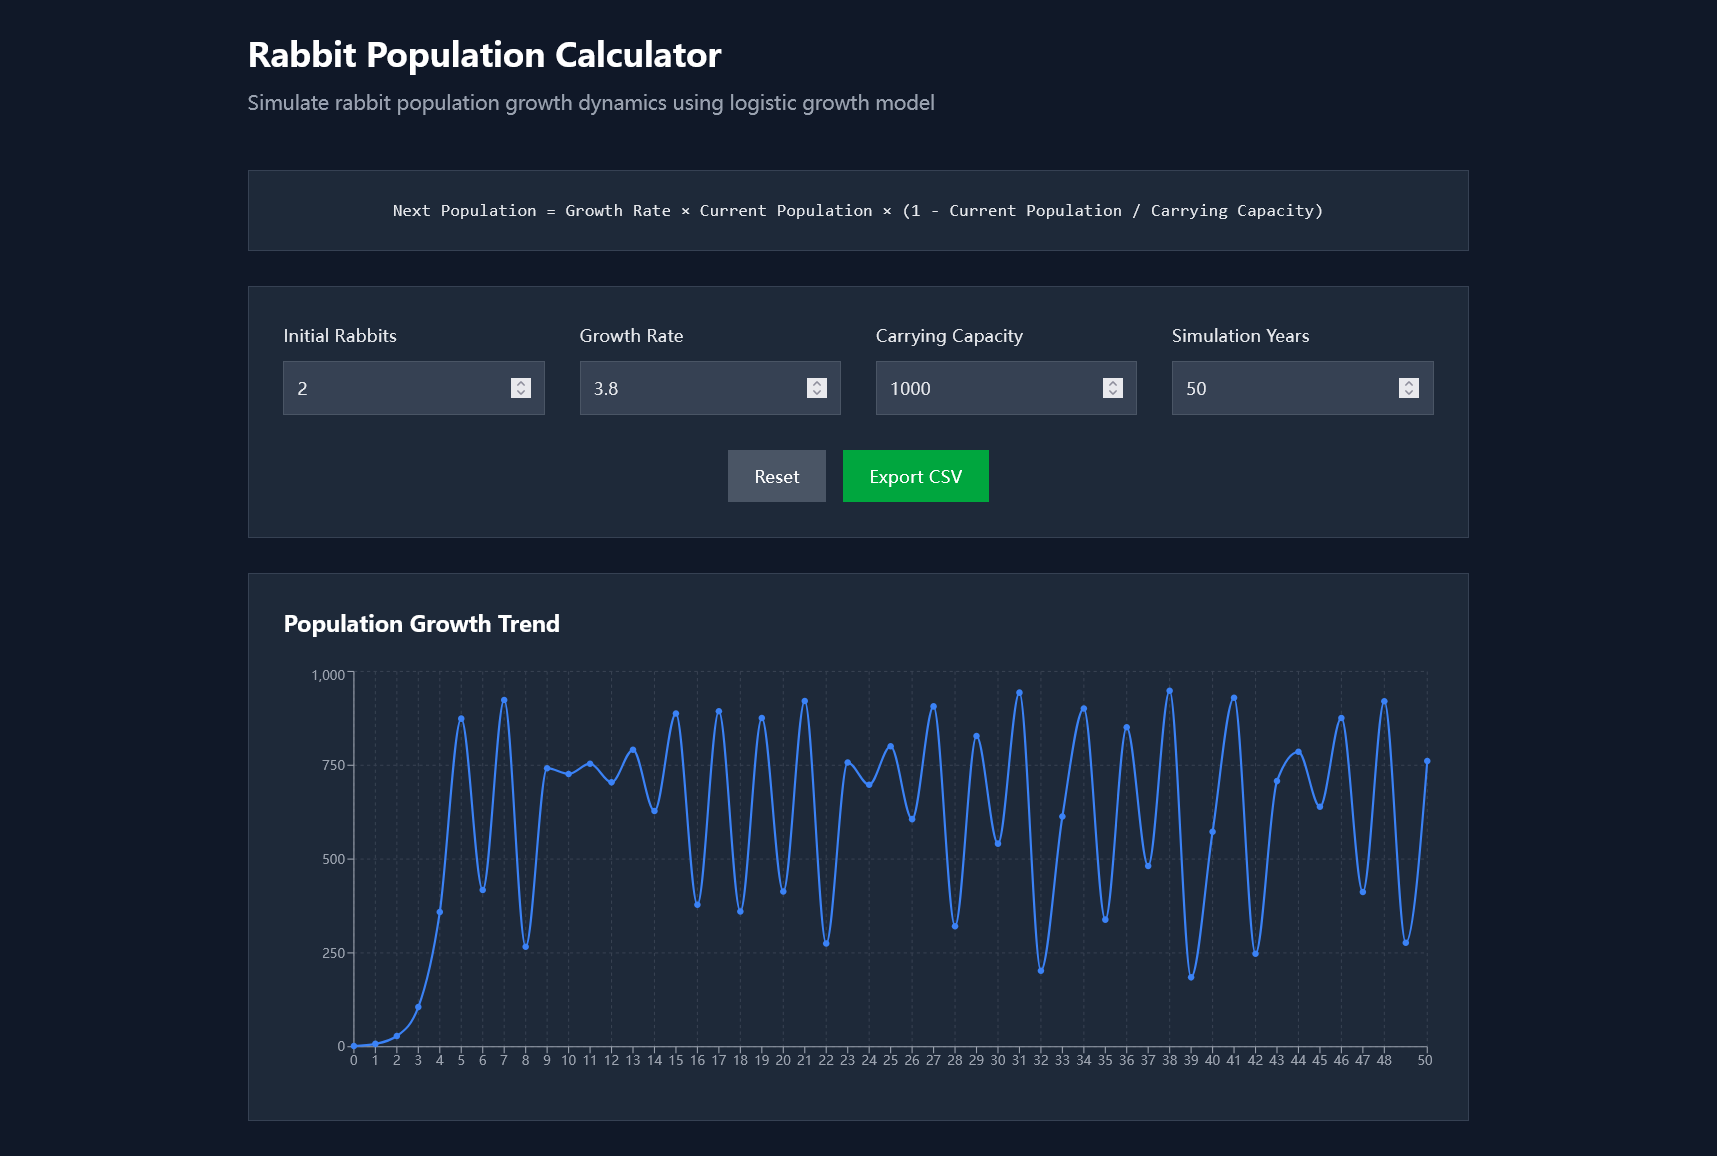 Rabbit Population Calculator
Simulate rabbit population growth dynamics using logistic growth model
Next Population = Growth Rate × Current Population × (1 - Current Population / Carrying Capacity)
Initial Rabbits Growth Rate Carrying Capacity Simulation Years
2 3.8 1000 50
Reset Export CSV
Population Growth Trend
1,000
750
500
250
0
0 1 2 3 4 5 6 7 8 9 10 11 12 13 14 15 16 17 18 19 20 21 22 23 24 25 26 27 28 29 30 31 32 33 34 35 36 37 38 39 40 41 42 43 44 45 46 47 48 50